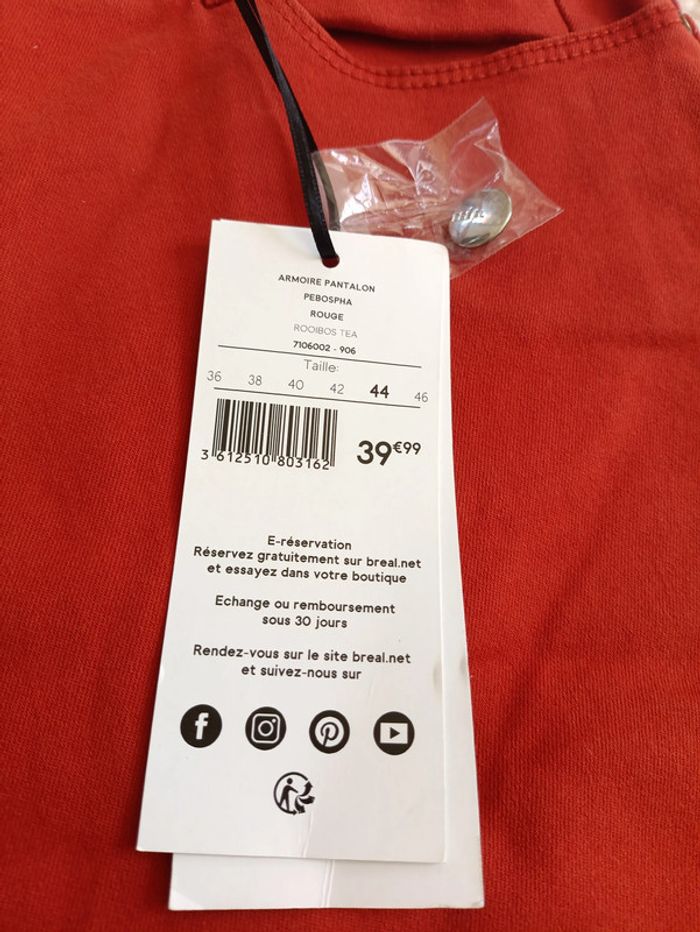 ARMOIRE PANTALON
PEBOSPHA
ROUGE
ROOIBOS TEA
7106002 - 906
Taille:
36 38 40 42 44 46
3 612510 803162
39€99
E-réservation
Réservez gratuitement sur breal.net
et essayez dans votre boutique
Echange ou remboursement
sous 30 jours
Rendez-vous sur le site breal.net
et suivez-nous sur